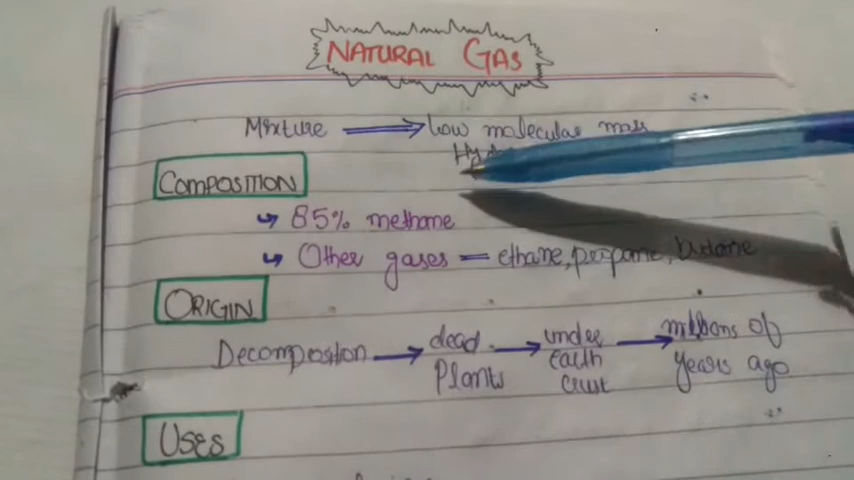 NATURAL GAS
Mixture ⟹ Low molecular mass
COMPOSITION
↪ 85% methane
↪ Other gases = ethane, propane, butane
ORIGIN
Decomposition → dead Plants → under earth crust → millions of years ago
USES